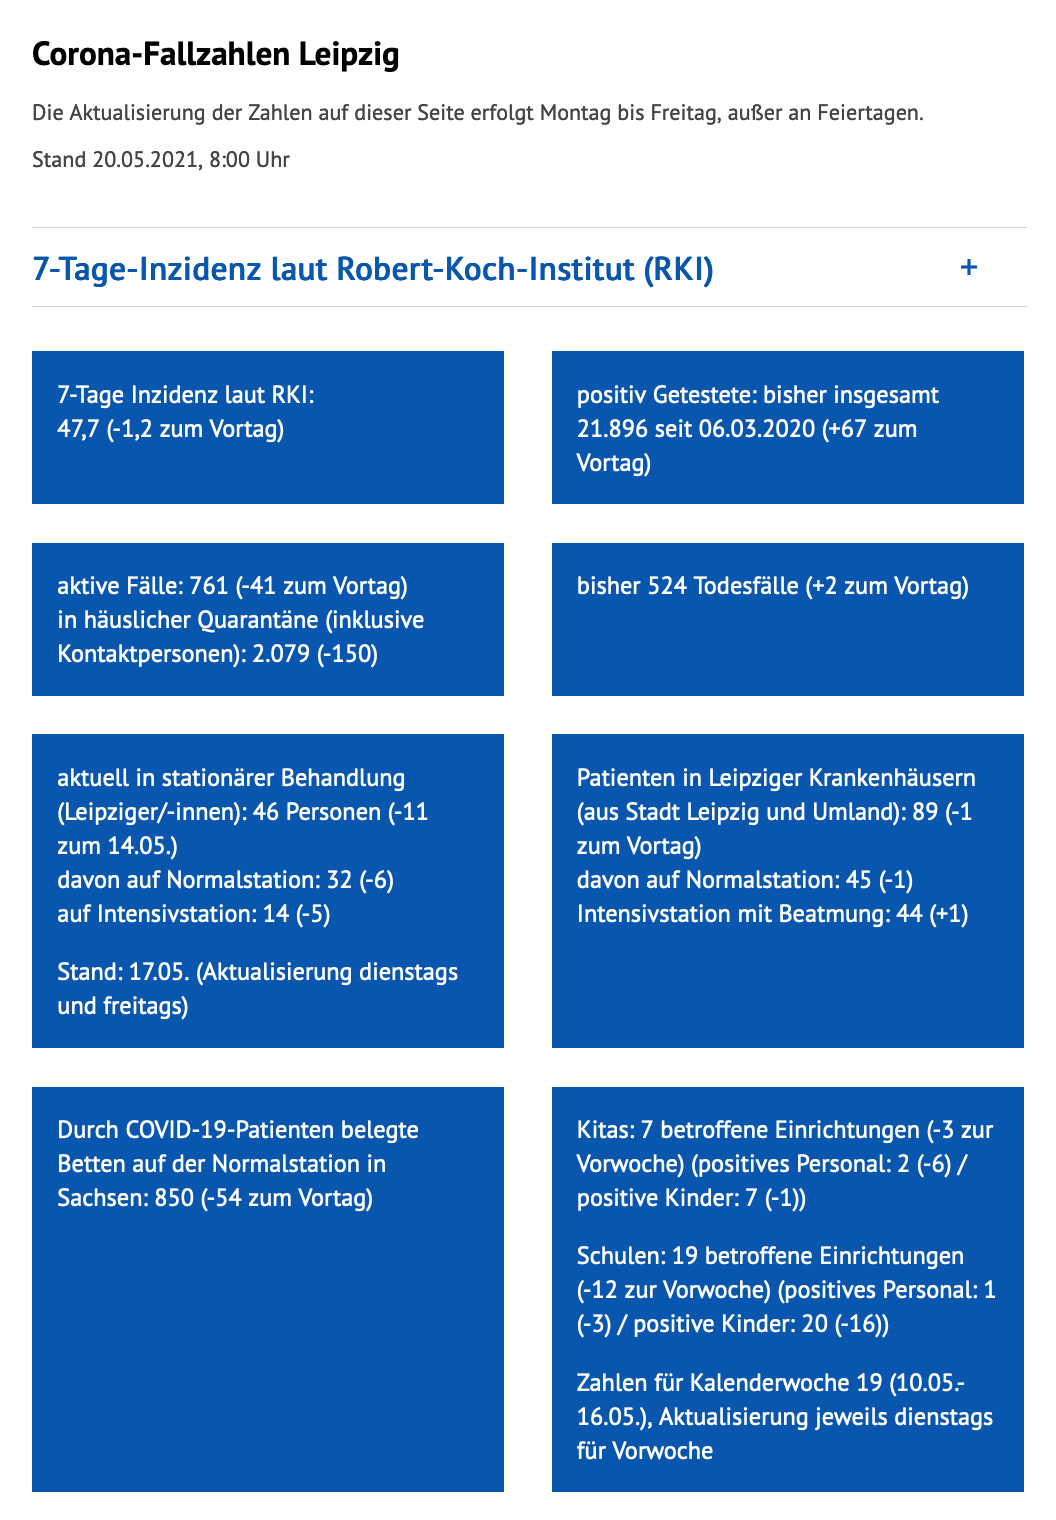 Corona-Fallzahlen Leipzig
Die Aktualisierung der Zahlen auf dieser Seite erfolgt Montag bis Freitag, außer an Feiertagen.
Stand 20.05.2021, 8:00 Uhr
7-Tage-Inzidenz laut Robert-Koch-Institut (RKI) +
7-Tage Inzidenz laut RKI:
47,7 (-1,2 zum Vortag)
positiv Getestete: bisher insgesamt
21.896 seit 06.03.2020 (+67 zum
Vortag)
aktive Fälle: 761 (-41 zum Vortag)
in häuslicher Quarantäne (inklusive
Kontaktpersonen): 2.079 (-150)
bisher 524 Todesfälle (+2 zum Vortag)
aktuell in stationärer Behandlung
(Leipziger/-innen): 46 Personen (-11
zum 14.05.)
davon auf Normalstation: 32 (-6)
auf Intensivstation: 14 (-5)
Stand: 17.05. (Aktualisierung dienstags
und freitags)
Patienten in Leipziger Krankenhäusern
(aus Stadt Leipzig und Umland): 89 (-1
zum Vortag)
davon auf Normalstation: 45 (-1)
Intensivstation mit Beatmung: 44 (+1)
Durch COVID-19-Patienten belegte
Betten auf der Normalstation in
Sachsen: 850 (-54 zum Vortag)
Kitas: 7 betroffene Einrichtungen (-3 zur
Vorwoche) (positives Personal: 2 (-6) /
positive Kinder: 7 (-1))
Schulen: 19 betroffene Einrichtungen
(-12 zur Vorwoche) (positives Personal: 1
(-3) / positive Kinder: 20 (-16))
Zahlen für Kalenderwoche 19 (10.05.-
16.05.), Aktualisierung jeweils dienstags
für Vorwoche